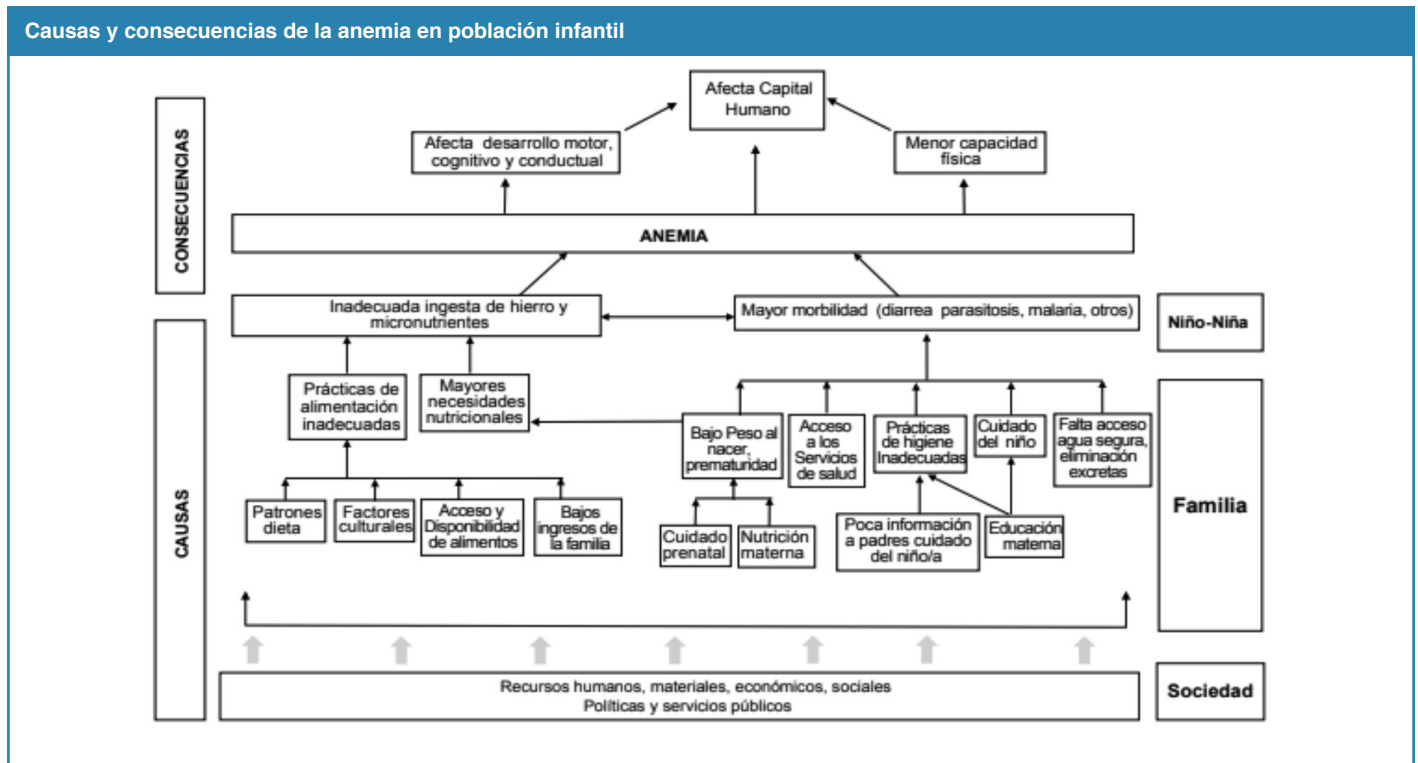 Causas y consecuencias de la anemia en población infantil
CONSECUENCIAS
Afecta Capital
Humano
Afecta desarrollo motor,
cognitivo y conductual
Menor capacidad
física
ANEMIA
Inadecuada ingesta de hierro y
micronutrientes
Mayor morbilidad (diarrea parasitosis, malaria, otros)
Niño-Niña
CAUSAS
Prácticas de
alimentación
inadecuadas
Mayores
necesidades
nutricionales
Bajo Peso al
nacer,
prematuridad
Acceso
a los
Servicios
de salud
Prácticas
de higiene
Inadecuadas
Cuidado
del niño
Falta acceso
agua segura,
eliminación
excretas
Familia
Patrones
dieta
Factores
culturales
Acceso y
Disponibilidad
de alimentos
Bajos
ingresos de
la familia
Cuidado
prenatal
Nutrición
materna
Poca información
a padres cuidado
del niño/a
Educación
materna
Recursos humanos, materiales, económicos, sociales
Políticas y servicios públicos
Sociedad